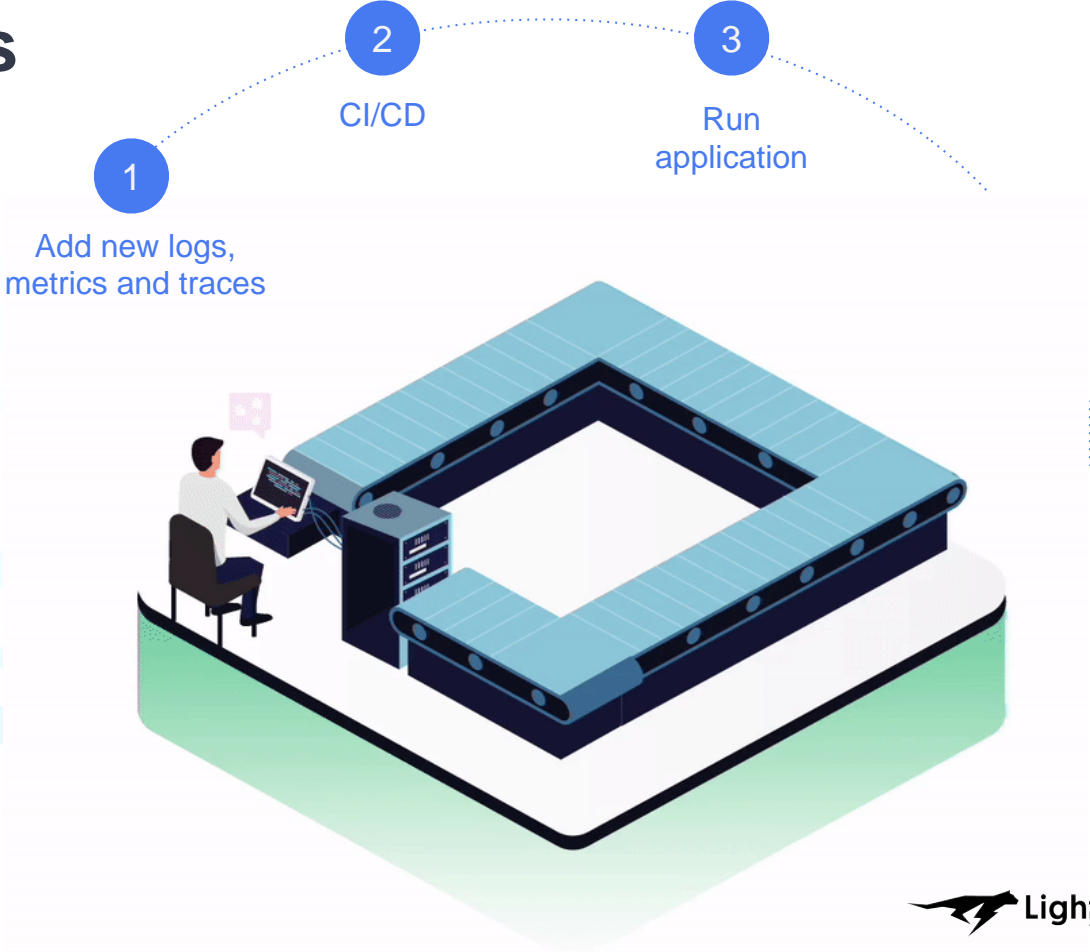 s
2
3
CI/CD
Run
application
1
Add new logs,
metrics and traces